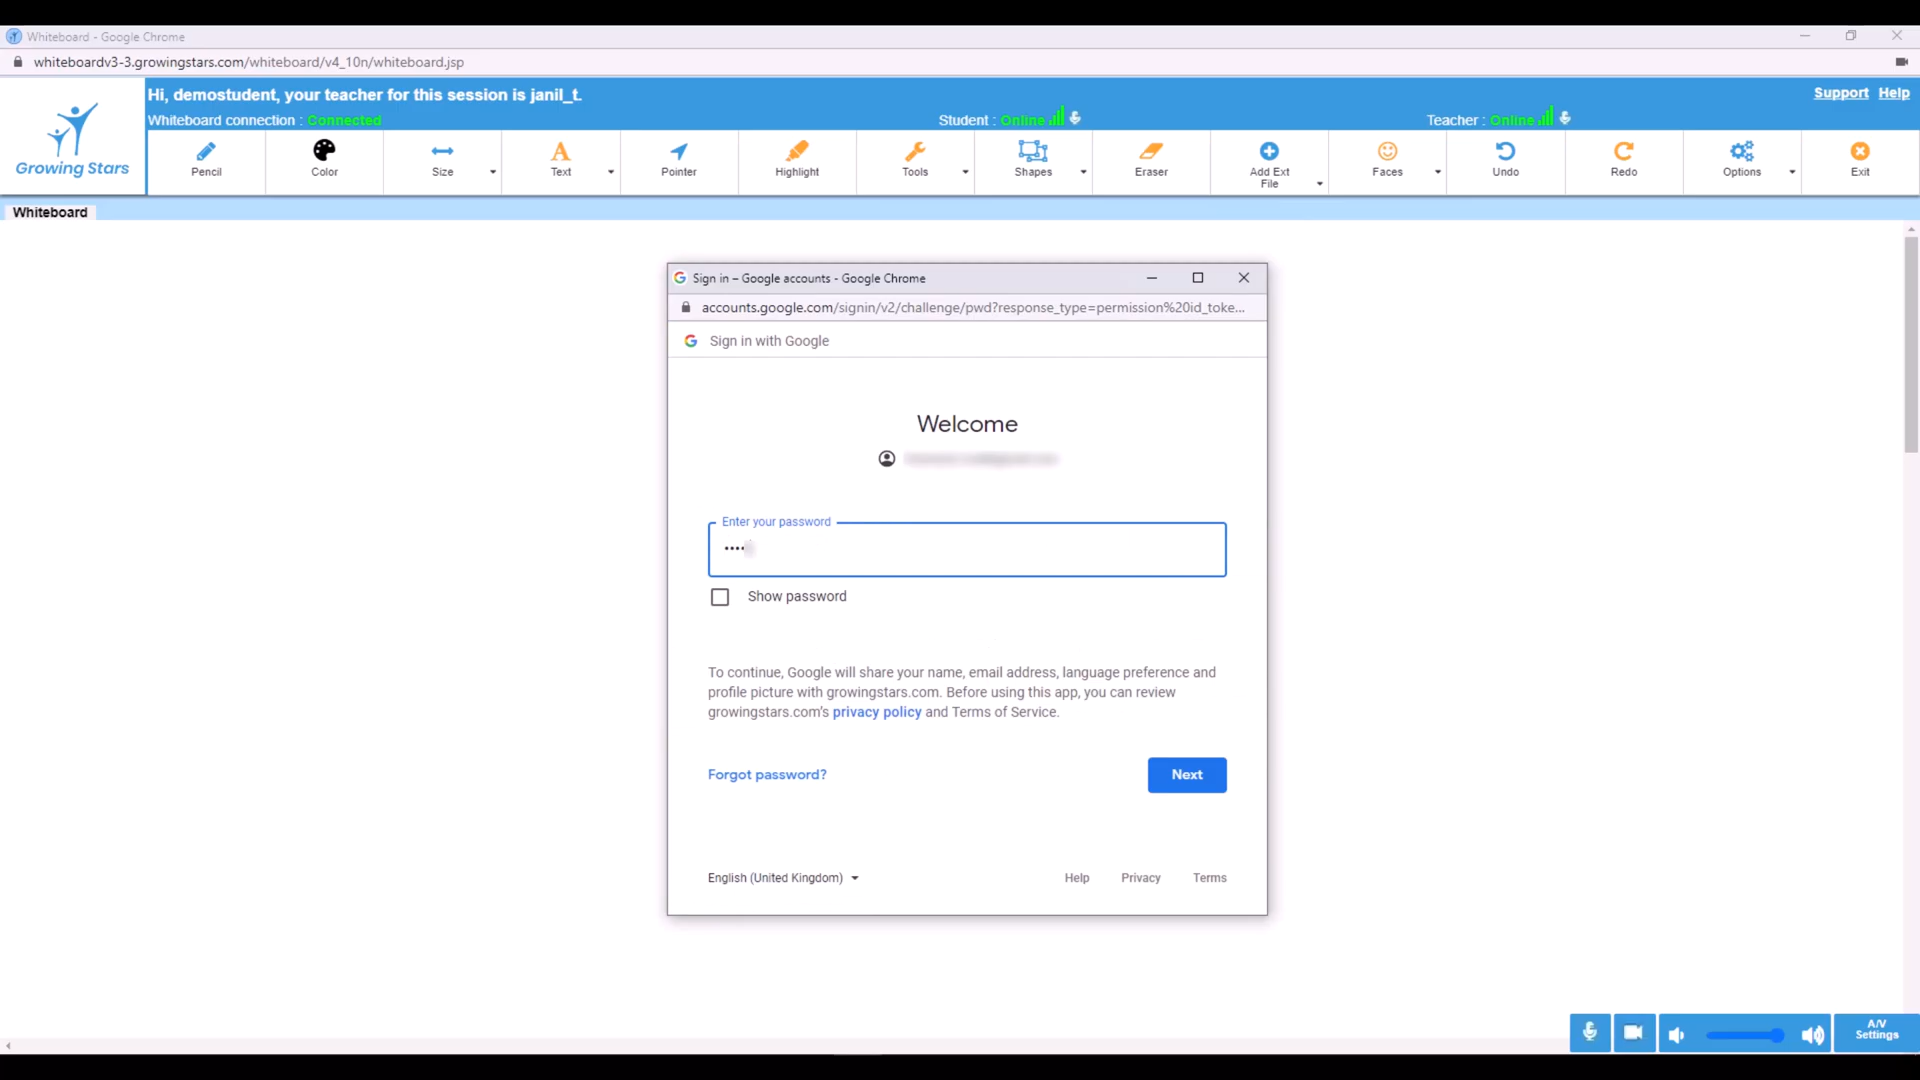 Whiteboard - Google Chrome
whiteboardv3-3.growingstars.com/whiteboard/v4_10n/whiteboard.jsp
Hi, demostudent, your teacher for this session is janil_t.
Support Help
Whiteboard connection : Connected
Student : Online
Teacher : Online
Growing Stars
Pencil
Color
Size
Text
Pointer
Highlight
Tools
Shapes
Eraser
Add Ext
File
Faces
Undo
Redo
Options
Exit
Whiteboard
Sign in – Google accounts - Google Chrome
accounts.google.com/signin/v2/challenge/pwd?response_type=permission%20id_toke...
Sign in with Google
Welcome
Enter your password
••••
Show password
To continue, Google will share your name, email address, language preference and
profile picture with growingstars.com. Before using this app, you can review
growingstars.com's privacy policy and Terms of Service.
Forgot password?
Next
English (United Kingdom)
Help
Privacy
Terms
A/V
Settings